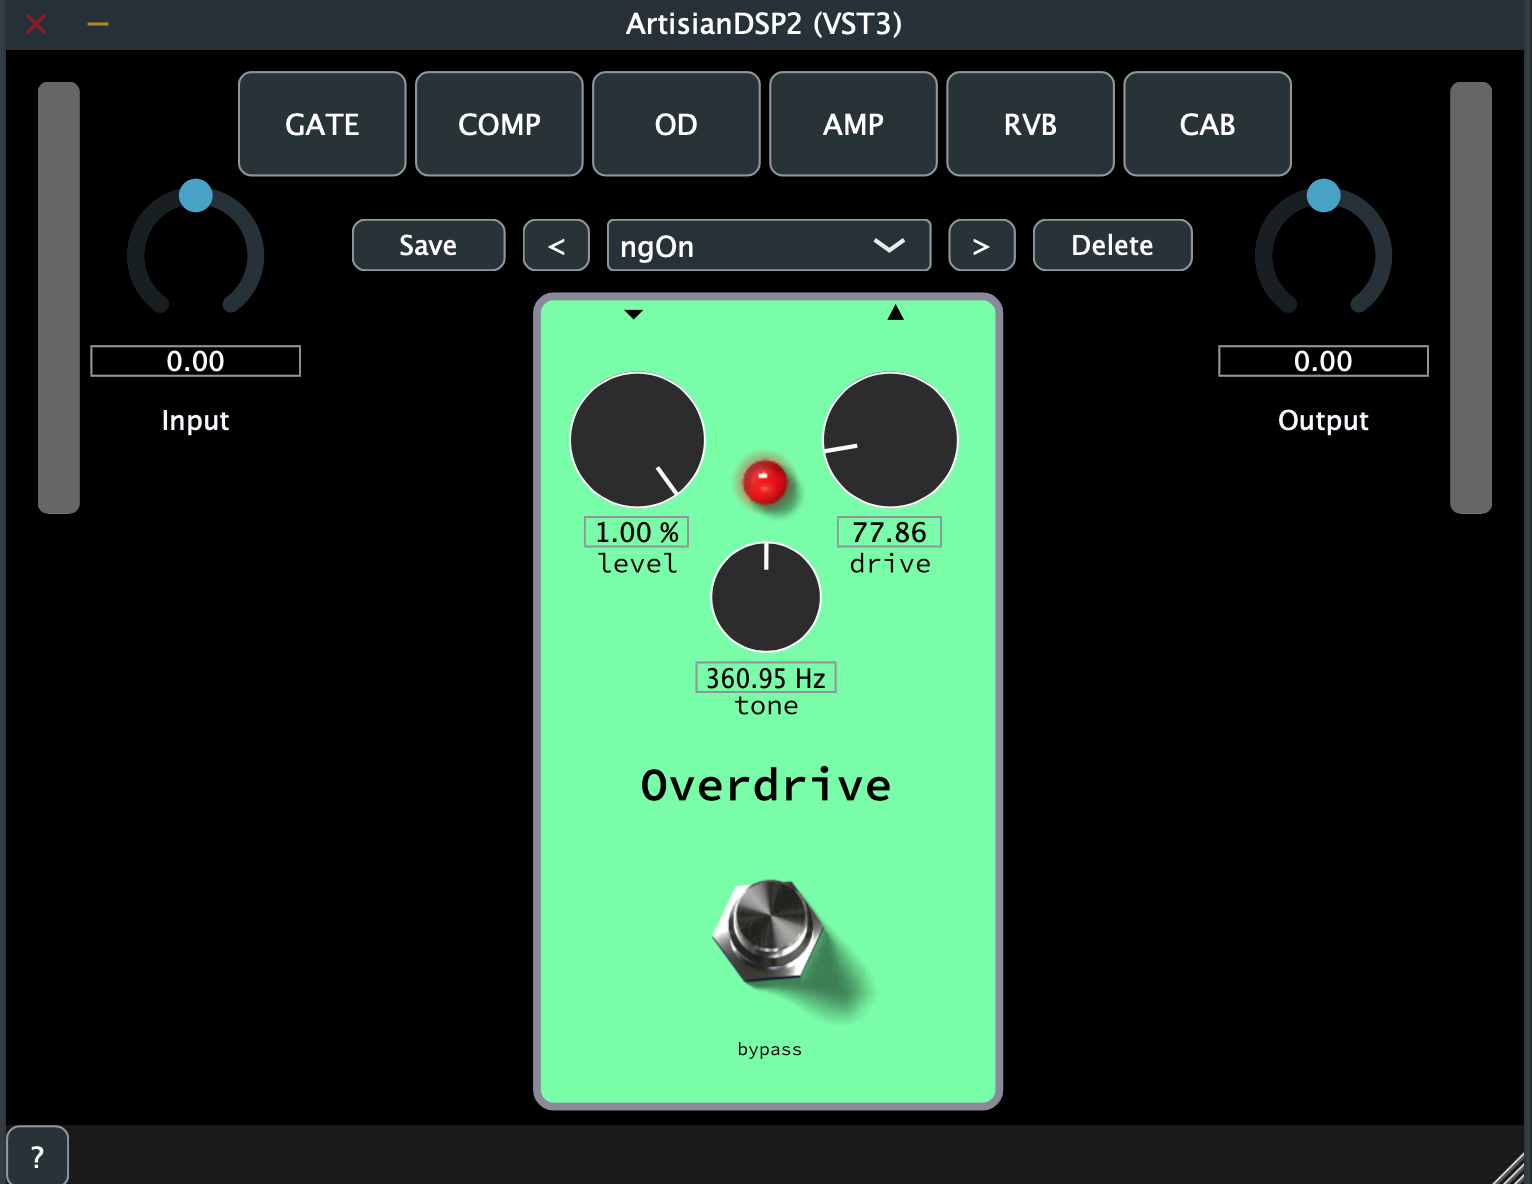 ArtisianDSP2 (VST3)
GATE COMP OD AMP RVB CAB
Save < ngOn > Delete
0.00
Input
0.00
Output
1.00 %
level
77.86
drive
360.95 Hz
tone
Overdrive
bypass
?